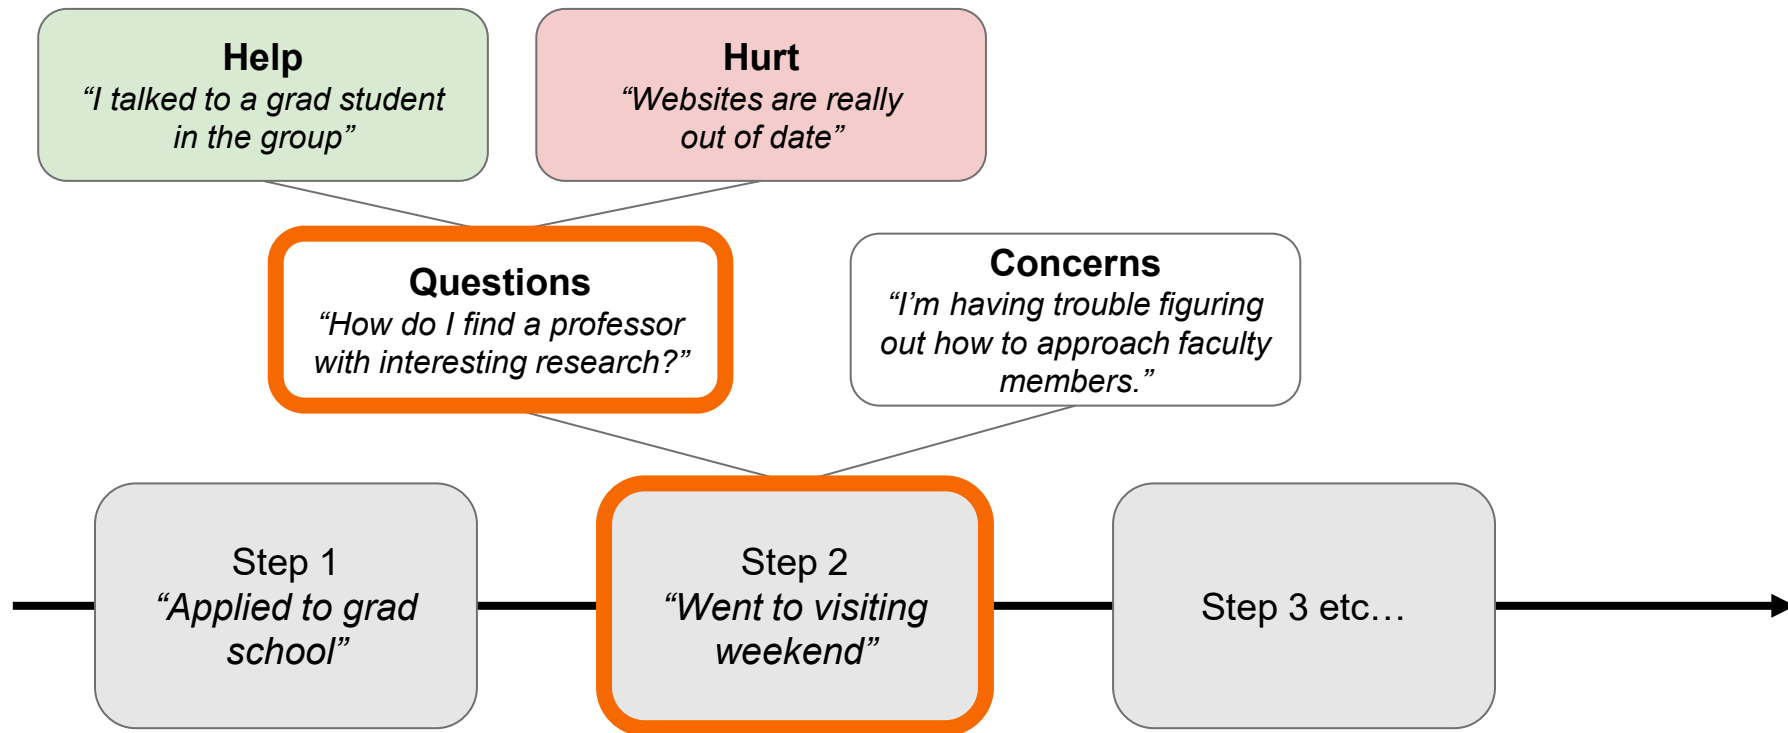 Help
“I talked to a grad student
in the group”
Hurt
“Websites are really
out of date”
Questions
“How do I find a professor
with interesting research?”
Concerns
“I’m having trouble figuring
out how to approach faculty
members.”
Step 1
“Applied to grad
school”
Step 2
“Went to visiting
weekend”
Step 3 etc…